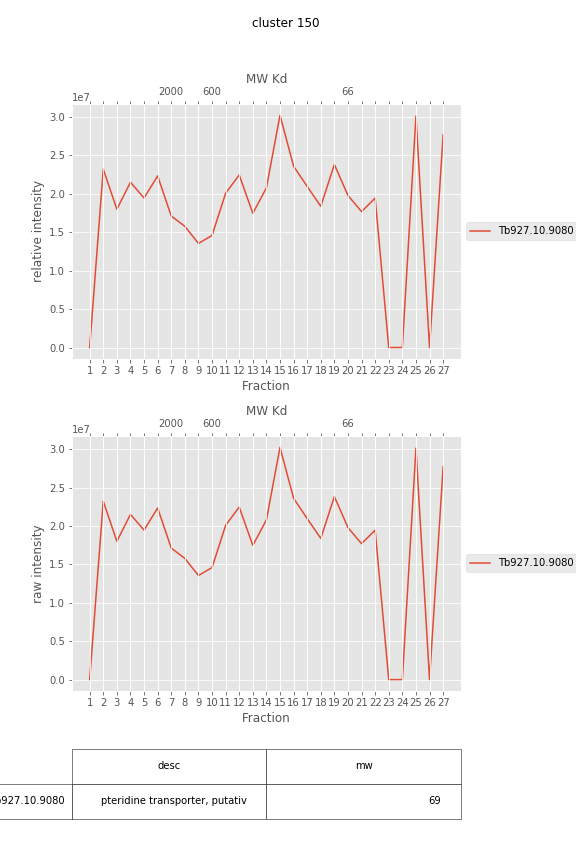 cluster 150
MW Kd
1e7
2000 600 66
3.0
2.5
2.0
1.5
1.0
0.5
0.0
relative intensity
Tb927.10.9080
1 2 3 4 5 6 7 8 9 10 11 12 13 14 15 16 17 18 19 20 21 22 23 24 25 26 27
Fraction
MW Kd
1e7
2000 600 66
3.0
2.5
2.0
1.5
1.0
0.5
0.0
raw intensity
Tb927.10.9080
1 2 3 4 5 6 7 8 9 10 11 12 13 14 15 16 17 18 19 20 21 22 23 24 25 26 27
Fraction
desc mw
927.10.9080 pteridine transporter, putativ 69